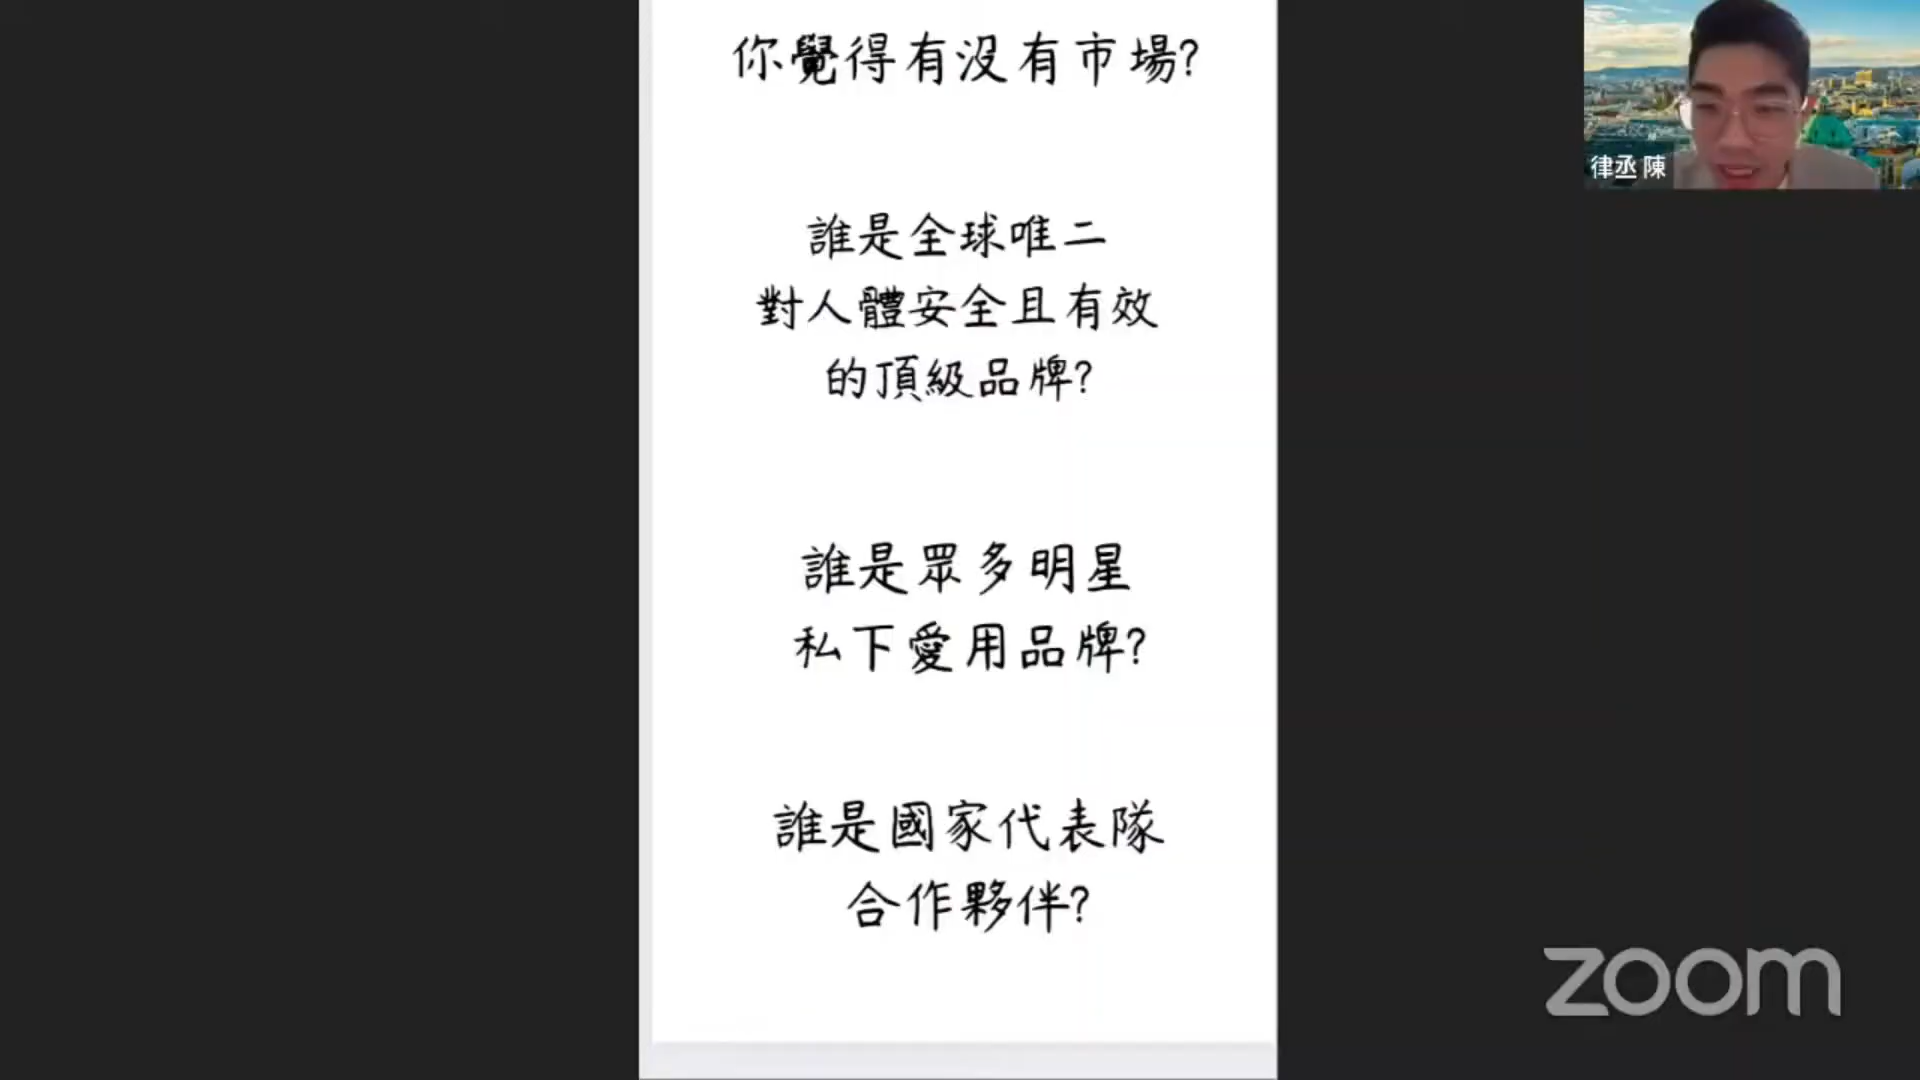 你覺得有沒有市場?
誰是全球唯二
對人體安全且有效
的頂級品牌?
誰是眾多明星
私下愛用品牌?
誰是國家代表隊
合作夥伴?
律丞 陳
zoom